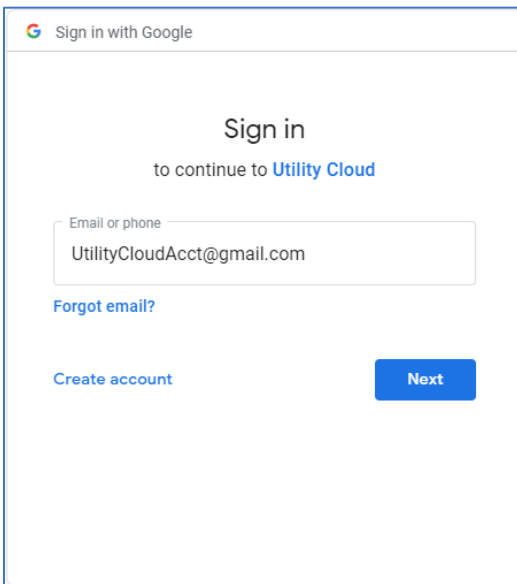 Sign in with Google
Sign in
to continue to Utility Cloud
Email or phone
UtilityCloudAcct@gmail.com
Forgot email?
Create account
Next